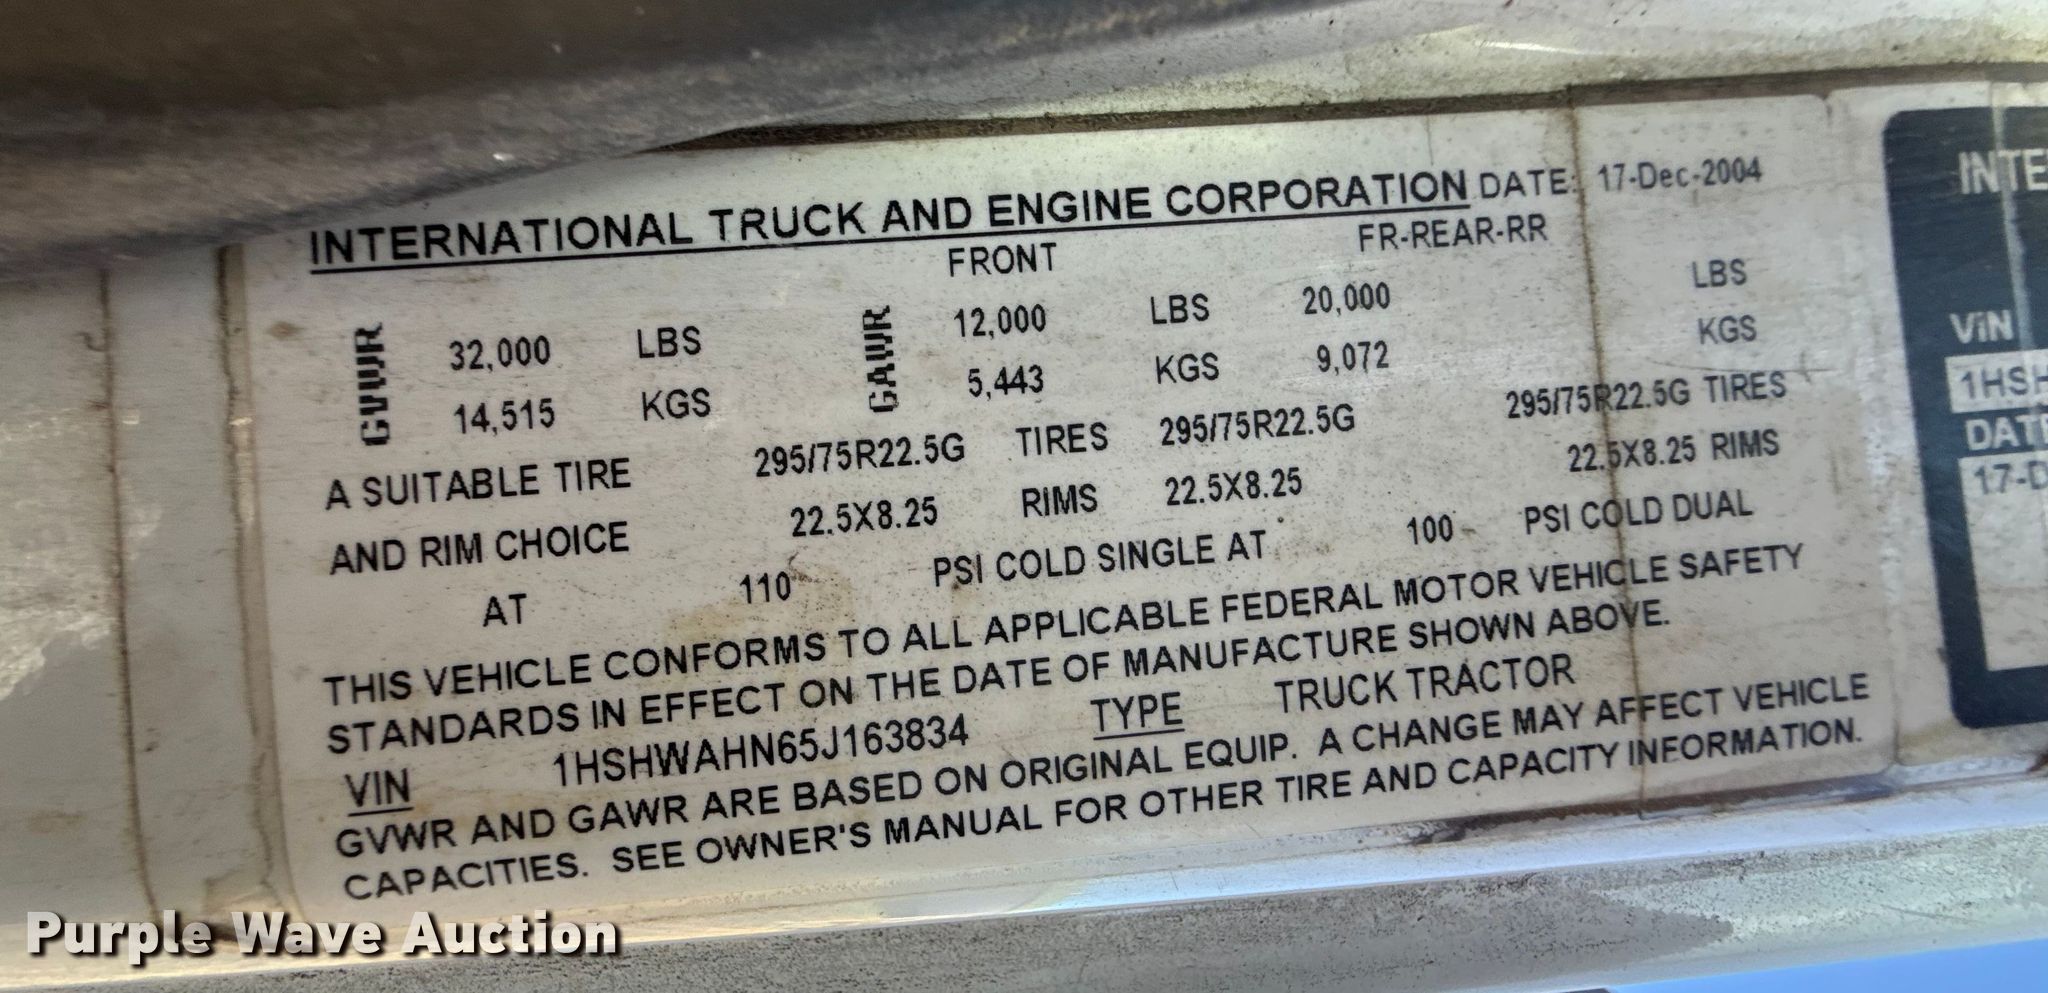 INTERNATIONAL TRUCK AND ENGINE CORPORATION DATE: 17-Dec-2004
FRONT FR-REAR-RR
GVWR 32,000 LBS GAWR 12,000 LBS 20,000 LBS
14,515 KGS 5,443 KGS 9,072 KGS
A SUITABLE TIRE 295/75R22.5G TIRES 295/75R22.5G 295/75R22.5G TIRES
AND RIM CHOICE 22.5X8.25 RIMS 22.5X8.25 22.5X8.25 RIMS
AT 110 PSI COLD SINGLE AT 100 PSI COLD DUAL
THIS VEHICLE CONFORMS TO ALL APPLICABLE FEDERAL MOTOR VEHICLE SAFETY
STANDARDS IN EFFECT ON THE DATE OF MANUFACTURE SHOWN ABOVE.
VIN 1HSHWAHN65J163834 TYPE TRUCK TRACTOR
GVWR AND GAWR ARE BASED ON ORIGINAL EQUIP. A CHANGE MAY AFFECT VEHICLE
CAPACITIES. SEE OWNER'S MANUAL FOR OTHER TIRE AND CAPACITY INFORMATION.
INTE
VIN
1HSH
DATE
17-D
Purple Wave Auction